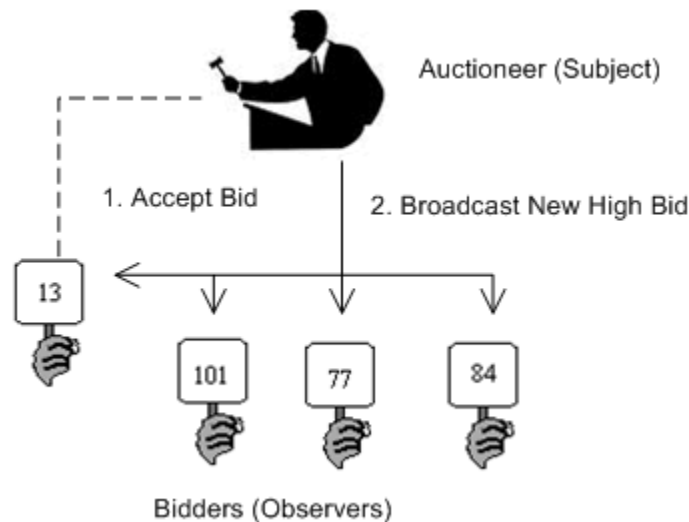 Auctioneer (Subject)
1. Accept Bid
2. Broadcast New High Bid
13
101
77
84
Bidders (Observers)